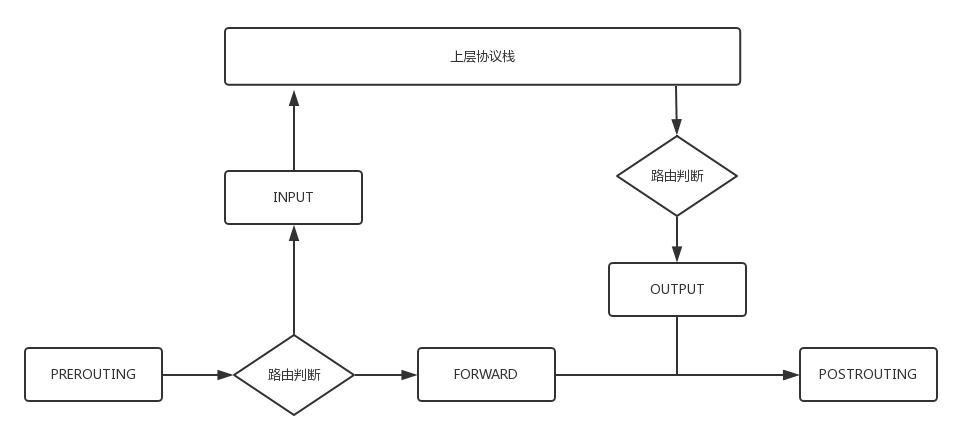 上层协议栈
路由判断
INPUT
OUTPUT
PREROUTING
路由判断
FORWARD
POSTROUTING